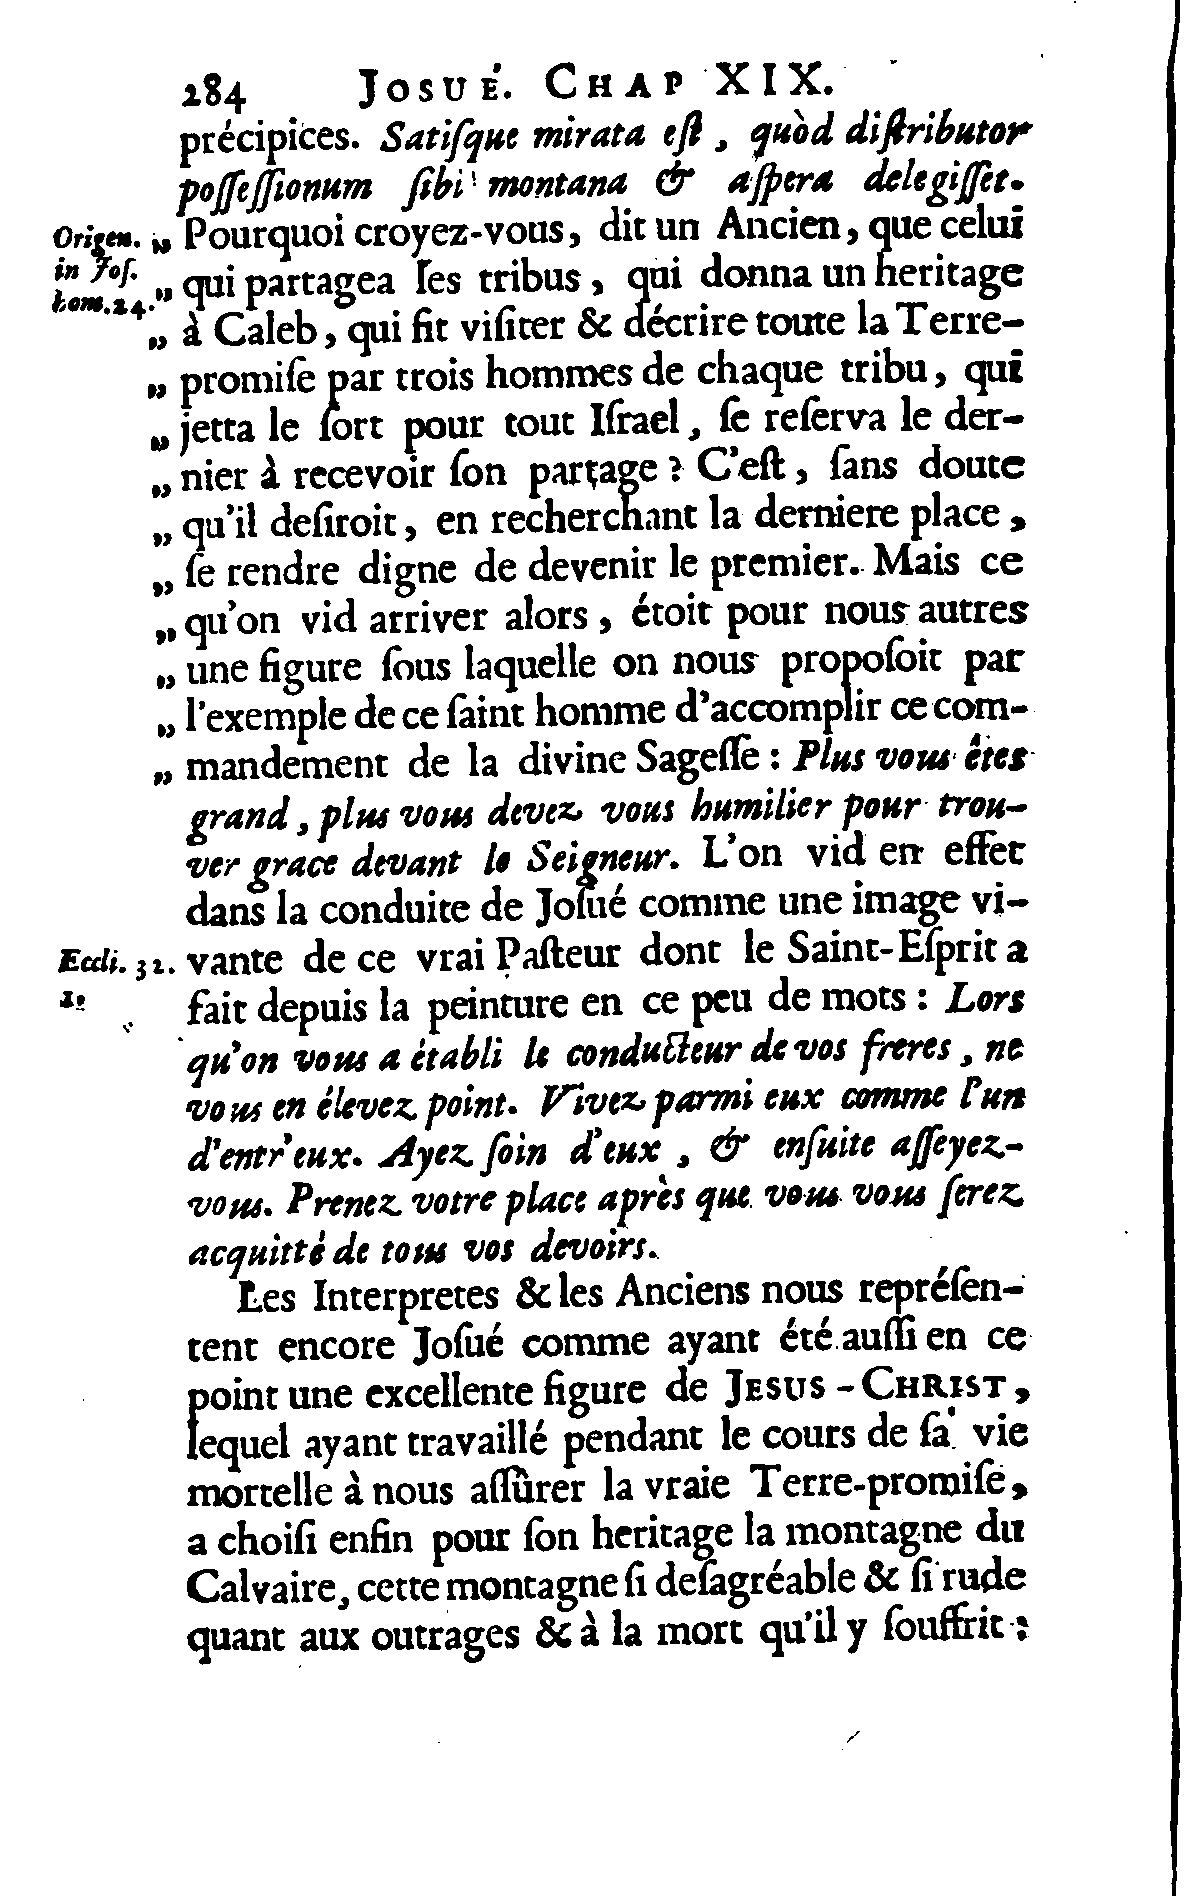 284 JOSUÉ. CHAP XIX.
précipices. Satiſque mirata eſt, quòd diſtributor
poſſeſſionum ſibi montana & aſpera delegiſſet.
Origen. „ Pourquoi croyez-vous, dit un Ancien, que celui
in Joſ. „ qui partagea les tribus, qui donna un heritage
hom. 24. „ à Caleb, qui fit viſiter & décrire toute la Terre-
„ promiſe par trois hommes de chaque tribu, qui
„ jetta le ſort pour tout Iſrael, ſe reſerva le der-
„ nier à recevoir ſon partage? C'eſt, ſans doute
„ qu'il deſiroit, en recherchant la derniere place,
„ ſe rendre digne de devenir le premier. Mais ce
„ qu'on vid arriver alors, étoit pour nous autres
„ une figure ſous laquelle on nous propoſoit par
„ l'exemple de ce ſaint homme d'accomplir ce com-
„ mandement de la divine Sageſſe: Plus vous êtes
grand, plus vous devez vous humilier pour trou-
ver grace devant le Seigneur. L'on vid en effet
dans la conduite de Joſué comme une image vi-
Eccli. 32. vante de ce vrai Paſteur dont le Saint-Eſprit a
1. fait depuis la peinture en ce peu de mots: Lors
qu'on vous a établi le conducteur de vos freres, ne
vous en élevez point. Vivez parmi eux comme l'un
d'entr'eux. Ayez ſoin d'eux, & enſuite aſſeyez-
vous. Prenez votre place après que vous vous ſerez
acquitté de tous vos devoirs.
Les Interpretes & les Anciens nous repréſen-
tent encore Joſué comme ayant été auſſi en ce
point une excellente figure de JESUS-CHRIST,
lequel ayant travaillé pendant le cours de ſa vie
mortelle à nous aſſûrer la vraie Terre-promiſe,
a choiſi enfin pour ſon heritage la montagne du
Calvaire, cette montagne ſi deſagréable & ſi rude
quant aux outrages & à la mort qu'il y ſouffrit: